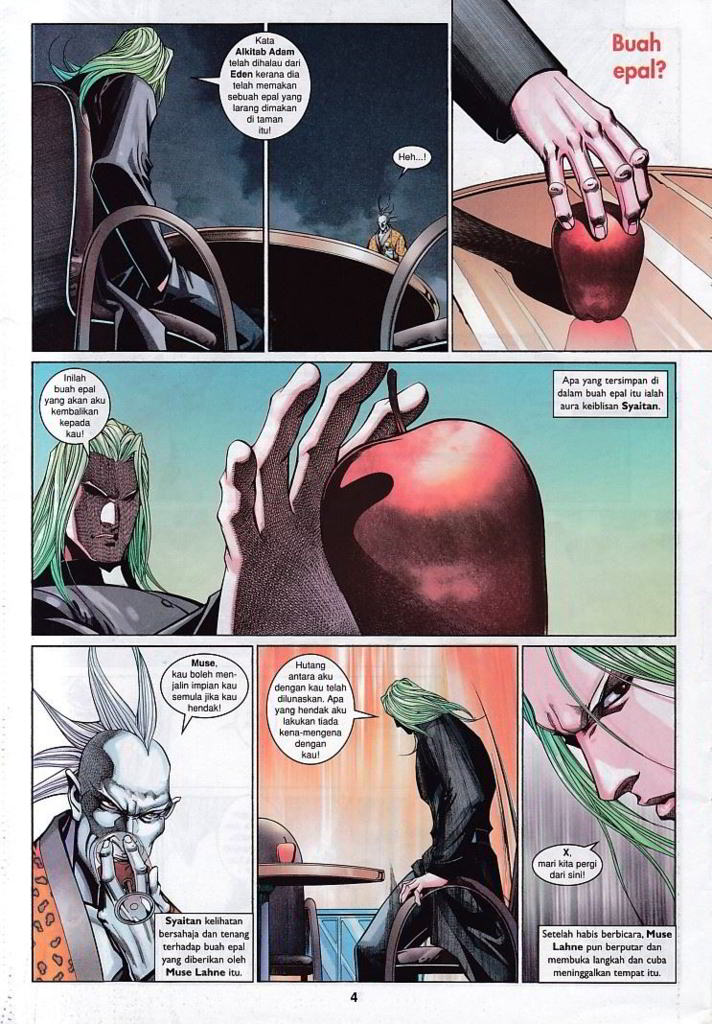 Kata
Alkitab Adam
telah dihalau dari
Eden kerana dia
telah memakan
sebuah epal yang
larang dimakan
di taman
itu!
Heh...!
Buah
epal?
Inilah
buah epal
yang akan aku
kembalikan
kepada
kau!
Apa yang tersimpan di
dalam buah epal itu ialah
aura keiblisan Syaitan.
Muse,
kau boleh men-
jalin impian kau
semula jika kau
hendak!
Syaitan kelihatan
bersahaja dan tenang
terhadap buah epal
yang diberikan oleh
Muse Lahne itu.
Hutang
antara aku
dengan kau telah
dilunaskan. Apa
yang hendak aku
lakukan tiada
kena-mengena
dengan
kau!
X,
mari kita pergi
dari sini!
Setelah habis berbicara, Muse
Lahne pun berputar dan
membuka langkah dan cuba
meninggalkan tempat itu.
4